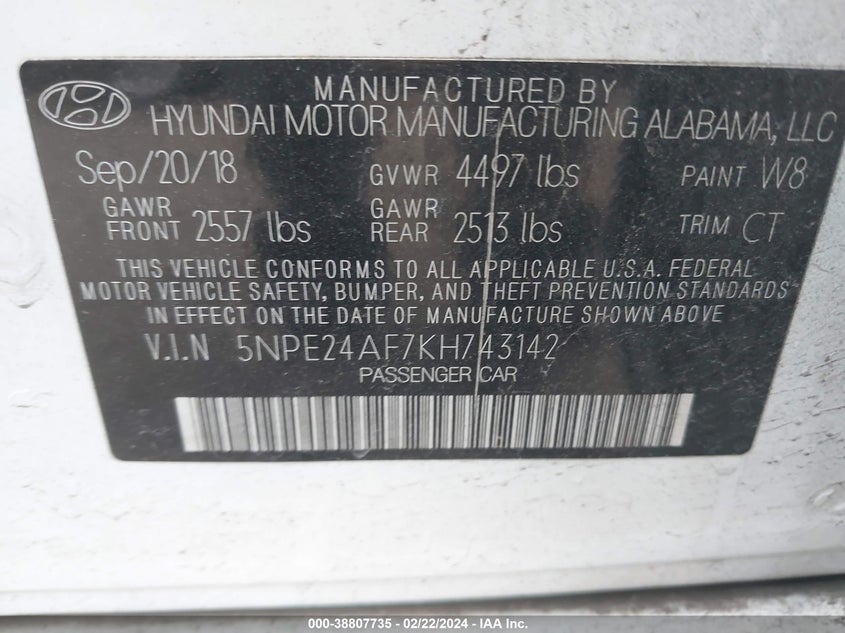 MANUFACTURED BY
HYUNDAI MOTOR MANUFACTURING ALABAMA, LLC
Sep/20/18 GVWR 4497 lbs PAINT W8
GAWR FRONT 2557 lbs GAWR REAR 2513 lbs TRIM CT
THIS VEHICLE CONFORMS TO ALL APPLICABLE U.S.A. FEDERAL
MOTOR VEHICLE SAFETY, BUMPER, AND THEFT PREVENTION STANDARDS
IN EFFECT ON THE DATE OF MANUFACTURE SHOWN ABOVE.
V.I.N 5NPE24AF7KH743142
PASSENGER CAR
000-38807735 - 02/22/2024 - IAA Inc.